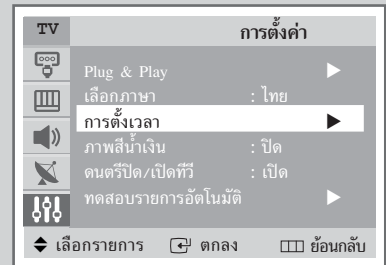 TV การตั้งค่า
Plug & Play
เลือกภาษา : ไทย
การตั้งเวลา
ภาพสีน้ำเงิน : ปิด
ดนตรีปิด/เปิดทีวี : เปิด
ทดสอบรายการอัตโนมัติ
เลือกรายการ ตกลง ย้อนกลับ